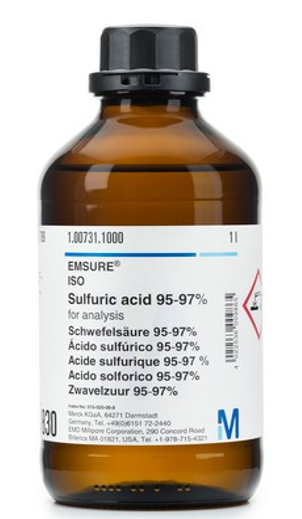 1.00731.1000 1 l
EMSURE®
ISO
Sulfuric acid 95-97%
for analysis
Schwefelsäure 95-97%
Ácido sulfúrico 95-97%
Acide sulfurique 95-97 %
Acido solforico 95-97%
Zwavelzuur 95-97%
Merck KGaA, 64271 Darmstadt
Germany, Tel. +49(0)6151 72-2440
EMD Millipore Corporation, 290 Concord Road
Billerica MA 01821, USA, Tel. +1-978-715-4321
M